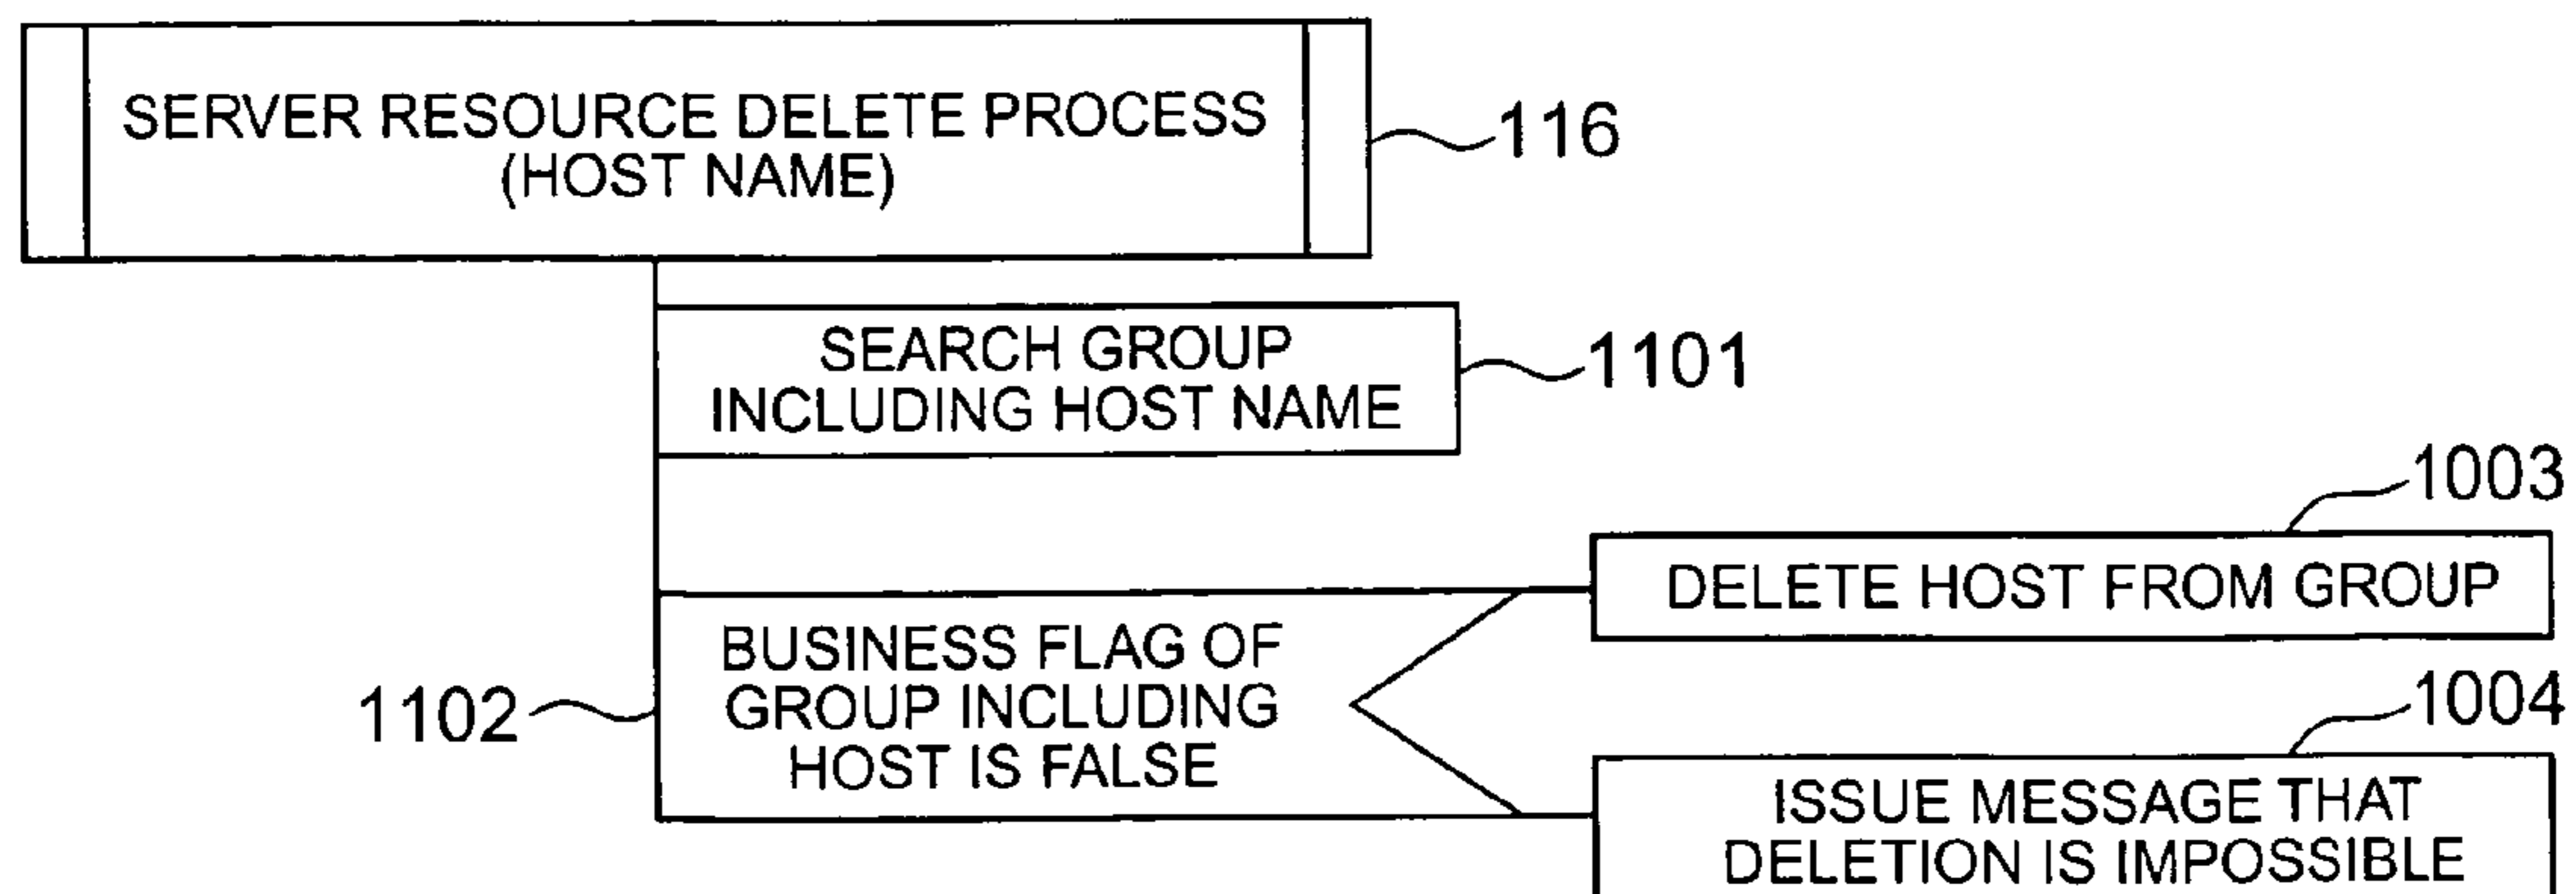 SERVER RESOURCE DELETE PROCESS
(HOST NAME)
116
SEARCH GROUP
INCLUDING HOST NAME
1101
1003
DELETE HOST FROM GROUP
BUSINESS FLAG OF
GROUP INCLUDING
HOST IS FALSE
1102
1004
ISSUE MESSAGE THAT
DELETION IS IMPOSSIBLE